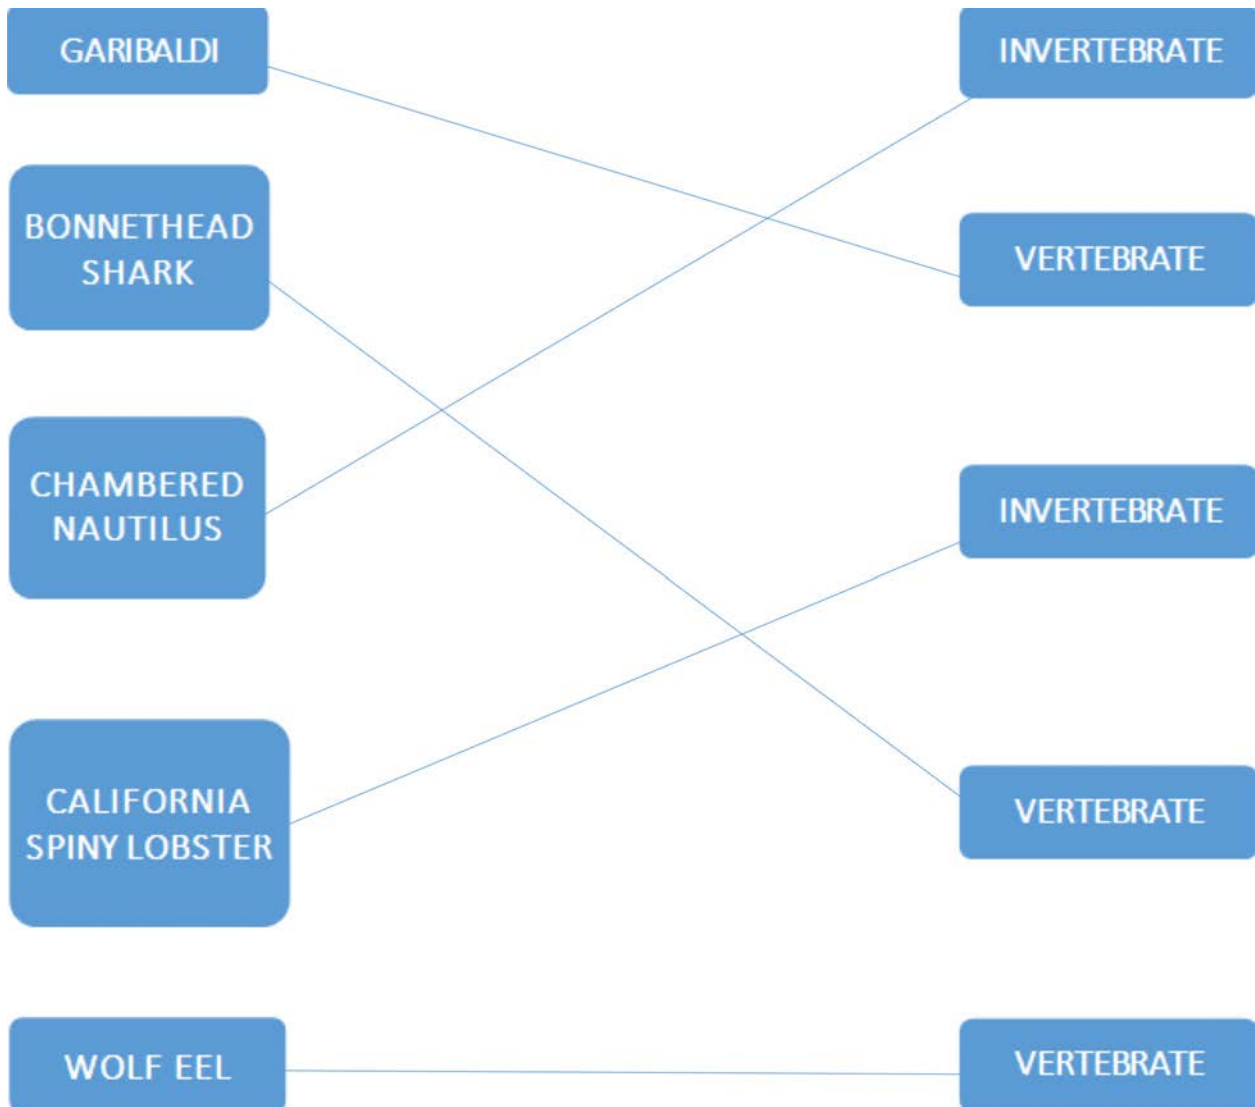 GARIBALDI
INVERTEBRATE
BONNETHEAD
SHARK
VERTEBRATE
CHAMBERED
NAUTILUS
INVERTEBRATE
CALIFORNIA
SPINY LOBSTER
VERTEBRATE
WOLF EEL
VERTEBRATE